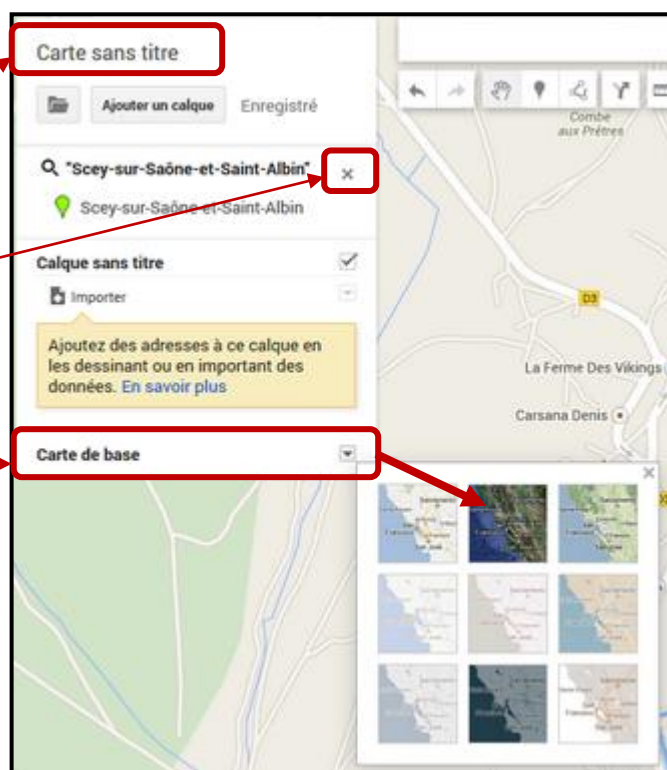 Carte sans titre
Ajouter un calque
Enregistré
"Scey-sur-Saône-et-Saint-Albin"
Scey-sur-Saône-et-Saint-Albin
Calque sans titre
Importer
Ajoutez des adresses à ce calque en
les dessinant ou en important des
données. En savoir plus
Carte de base
Combe
aux Prêtres
D3
La Ferme Des Vikings
Carsana Denis